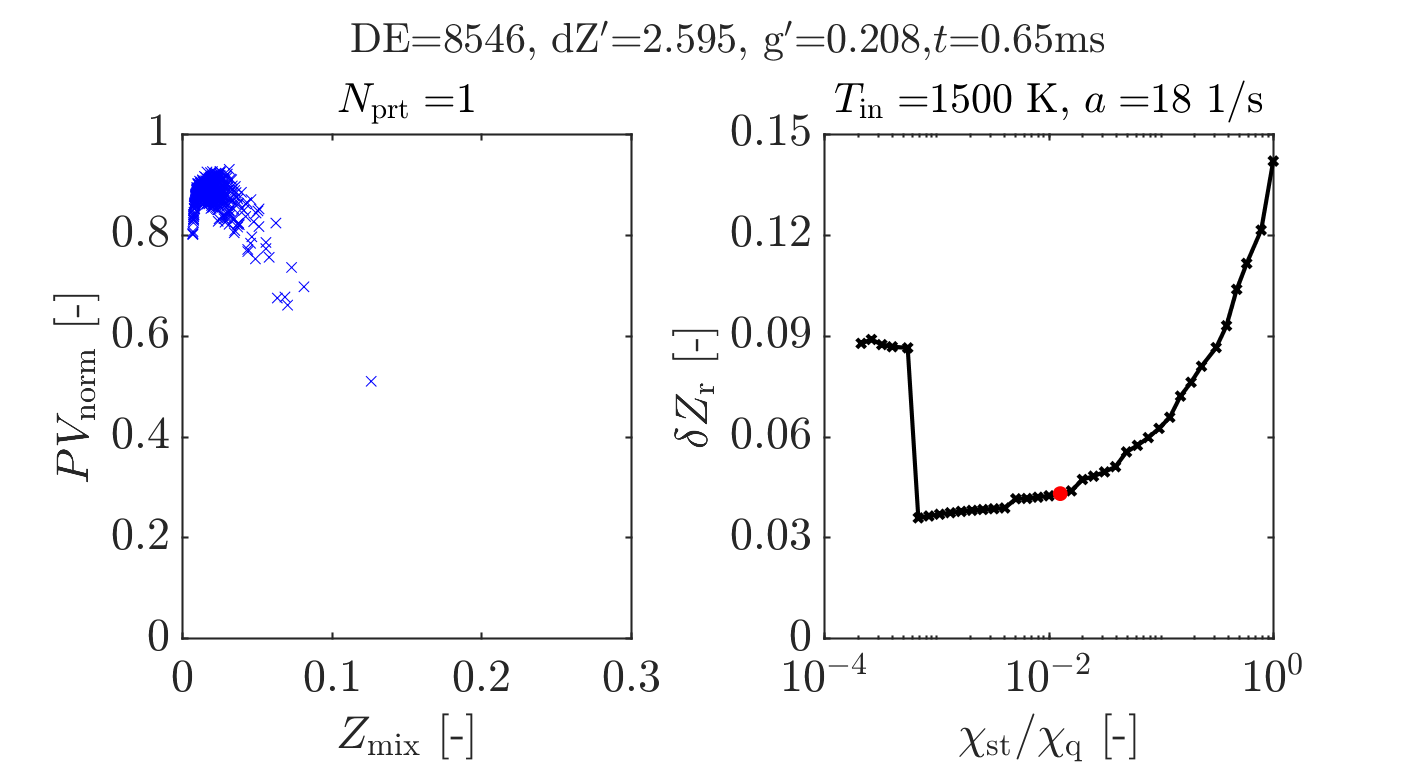 DE=8546, dZ′=2.595, g′=0.208,t=0.65ms
N_prt =1
1
0.8
0.6
0.4
0.2
0
PV_norm [-]
0
0.1
0.2
0.3
Z_mix [-]
T_in =1500 K, a =18 1/s
0.15
0.12
0.09
0.06
0.03
0
δZ_r [-]
10⁻⁴
10⁻²
10⁰
χ_st/χ_q [-]